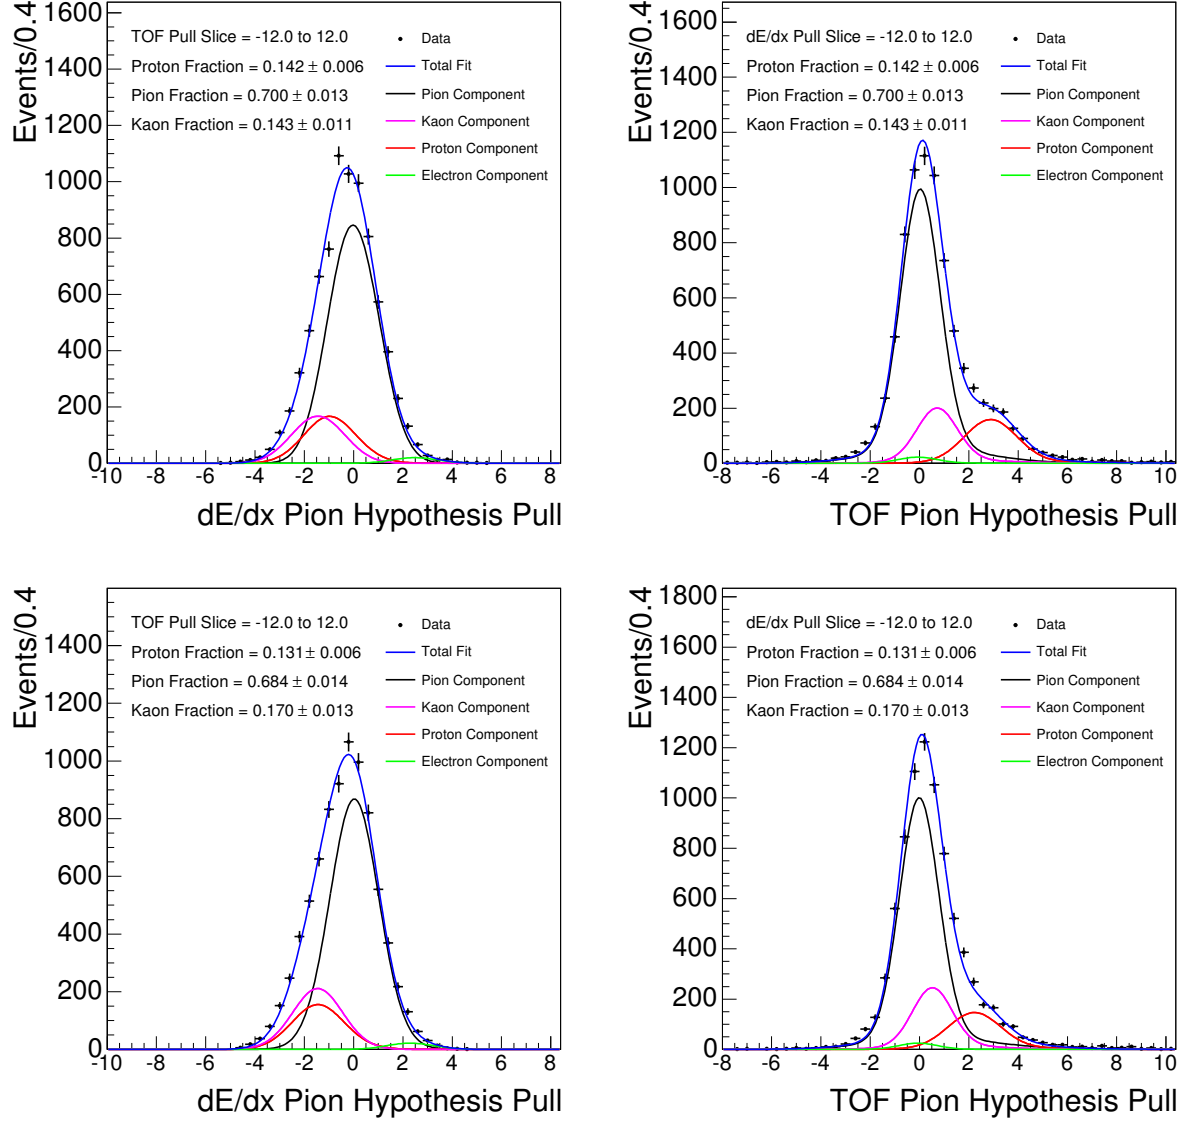 Events/0.4
1600
1400
1200
1000
800
600
400
200
0
TOF Pull Slice = -12.0 to 12.0
Proton Fraction = 0.142 ± 0.006
Pion Fraction = 0.700 ± 0.013
Kaon Fraction = 0.143 ± 0.011
Data
Total Fit
Pion Component
Kaon Component
Proton Component
Electron Component
-10 -8 -6 -4 -2 0 2 4 6 8
dE/dx Pion Hypothesis Pull
Events/0.4
1600
1400
1200
1000
800
600
400
200
0
dE/dx Pull Slice = -12.0 to 12.0
Proton Fraction = 0.142 ± 0.006
Pion Fraction = 0.700 ± 0.013
Kaon Fraction = 0.143 ± 0.011
Data
Total Fit
Pion Component
Kaon Component
Proton Component
Electron Component
-8 -6 -4 -2 0 2 4 6 8 10
TOF Pion Hypothesis Pull
Events/0.4
1400
1200
1000
800
600
400
200
0
TOF Pull Slice = -12.0 to 12.0
Proton Fraction = 0.131 ± 0.006
Pion Fraction = 0.684 ± 0.014
Kaon Fraction = 0.170 ± 0.013
Data
Total Fit
Pion Component
Kaon Component
Proton Component
Electron Component
-10 -8 -6 -4 -2 0 2 4 6 8
dE/dx Pion Hypothesis Pull
Events/0.4
1800
1600
1400
1200
1000
800
600
400
200
0
dE/dx Pull Slice = -12.0 to 12.0
Proton Fraction = 0.131 ± 0.006
Pion Fraction = 0.684 ± 0.014
Kaon Fraction = 0.170 ± 0.013
Data
Total Fit
Pion Component
Kaon Component
Proton Component
Electron Component
-8 -6 -4 -2 0 2 4 6 8 10
TOF Pion Hypothesis Pull